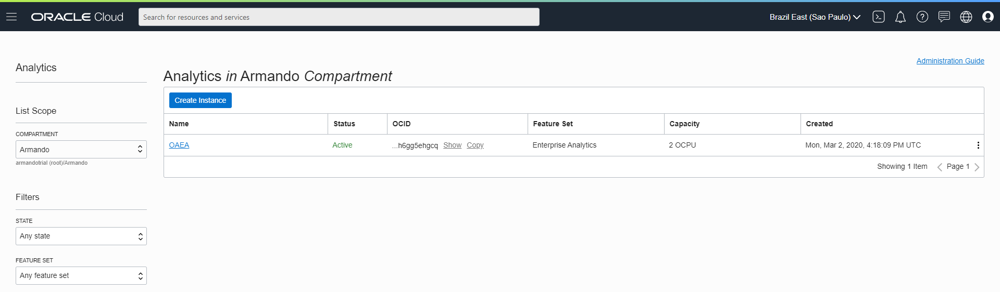 ORACLE Cloud
Search for resources and services
Brazil East (Sao Paulo)
Analytics
List Scope
COMPARTMENT
Armando
armandotrial (root)/Armando
Filters
STATE
Any state
FEATURE SET
Any feature set
Administration Guide
Analytics in Armando Compartment
Create Instance
Name Status OCID Feature Set Capacity Created
OAEA Active ...h6gg5ehgcq Show Copy Enterprise Analytics 2 OCPU Mon, Mar 2, 2020, 4:18:09 PM UTC
Showing 1 Item Page 1